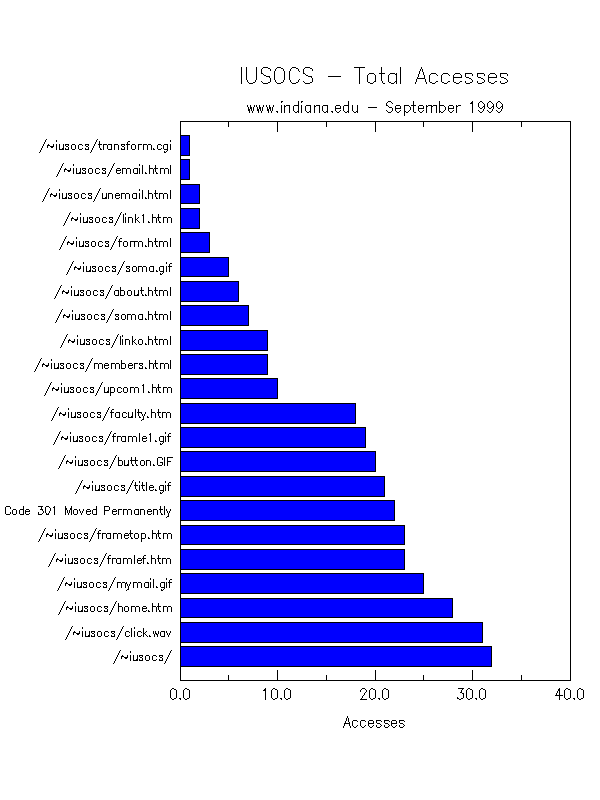 IUSOCS – Total Accesses
www.indiana.edu – September 1999
/~iusocs/transform.cgi
/~iusocs/email.html
/~iusocs/unemail.html
/~iusocs/link1.htm
/~iusocs/form.html
/~iusocs/soma.gif
/~iusocs/about.html
/~iusocs/soma.html
/~iusocs/linko.html
/~iusocs/members.html
/~iusocs/upcom1.htm
/~iusocs/faculty.htm
/~iusocs/framle1.gif
/~iusocs/button.GIF
/~iusocs/title.gif
Code 301 Moved Permanently
/~iusocs/frametop.htm
/~iusocs/framlef.htm
/~iusocs/mymail.gif
/~iusocs/home.htm
/~iusocs/click.wav
/~iusocs/
0.0 10.0 20.0 30.0 40.0
Accesses